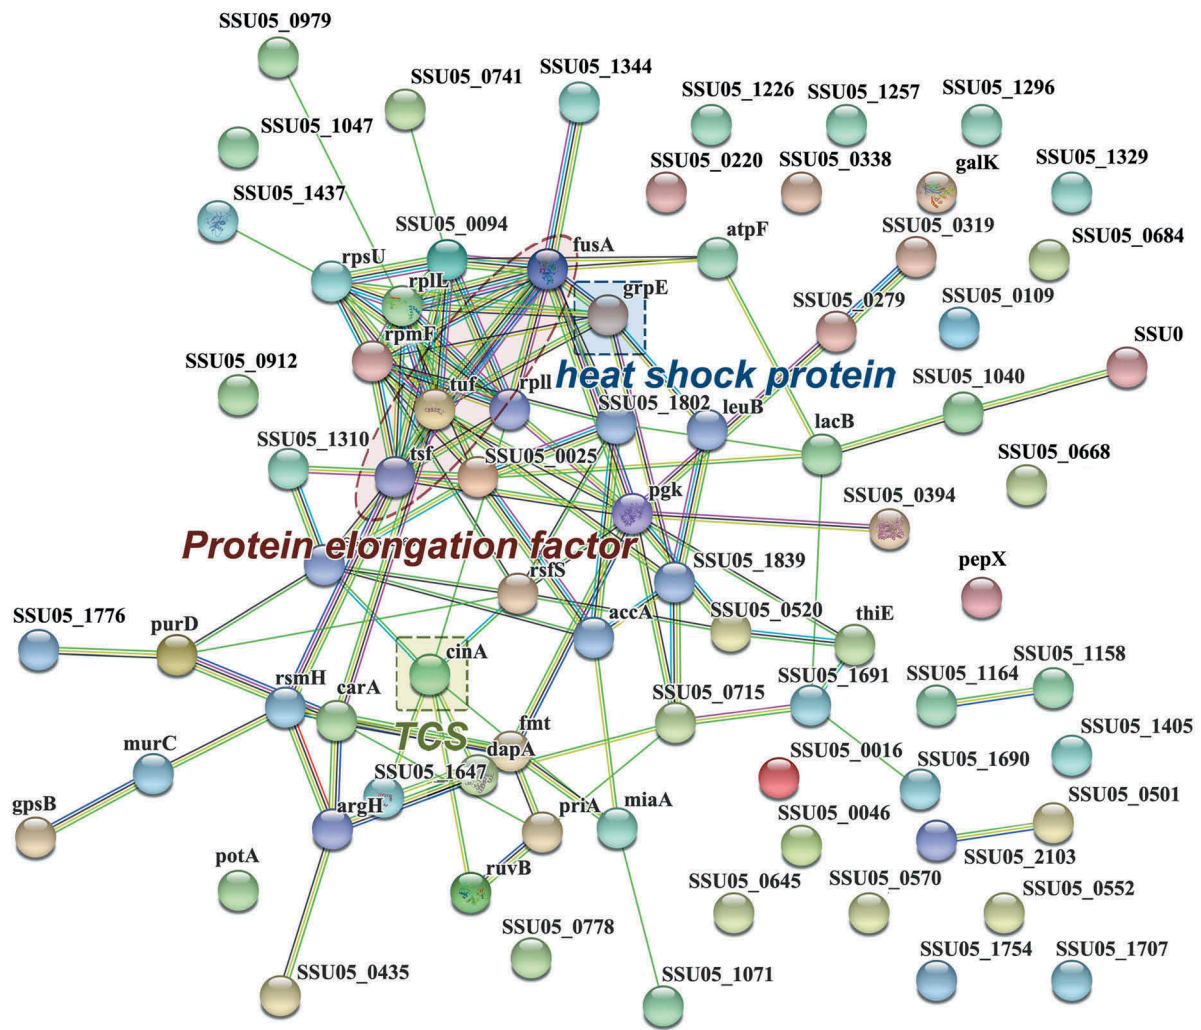 SSU05_0979
SSU05_0741
SSU05_1344
SSU05_1226
SSU05_1257
SSU05_1296
SSU05_1047
SSU05_0220
SSU05_0338
galK
SSU05_1329
SSU05_1437
SSU05_0094
fusA
atpF
SSU05_0319
SSU05_0684
rpsU
rplL
grpE
SSU05_0279
SSU05_0109
rpmF
SSU0
SSU05_0912
tuf
rplI
heat shock protein
SSU05_1802
leuB
SSU05_1040
lacB
SSU05_1310
tsf
SSU05_0025
SSU05_0668
pgk
SSU05_0394
Protein elongation factor
SSU05_1839
pepX
rsfS
accA
SSU05_0520
thiE
SSU05_1776
purD
cinA
rsmH
carA
SSU05_0715
SSU05_1691
SSU05_1164
SSU05_1158
TCS
fmt
murC
dapA
SSU05_1405
SSU05_1647
SSU05_0016
SSU05_1690
gpsB
argH
priA
miaA
SSU05_0501
SSU05_0046
SSU05_2103
potA
ruvB
SSU05_0645
SSU05_0570
SSU05_0552
SSU05_0778
SSU05_1754
SSU05_1707
SSU05_0435
SSU05_1071